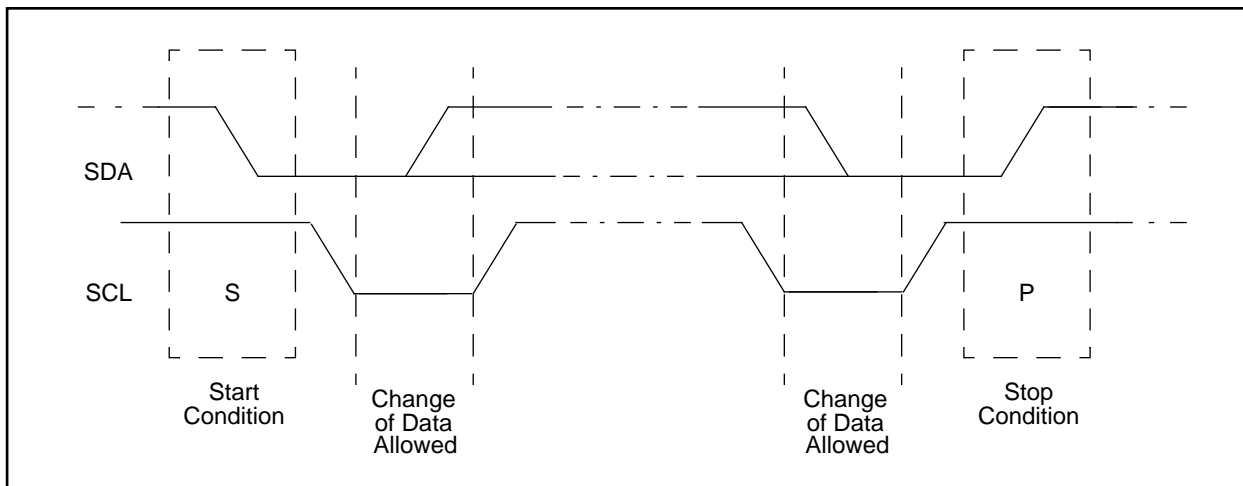 SDA
SCL
S
P
Start
Condition
Change
of Data
Allowed
Change
of Data
Allowed
Stop
Condition